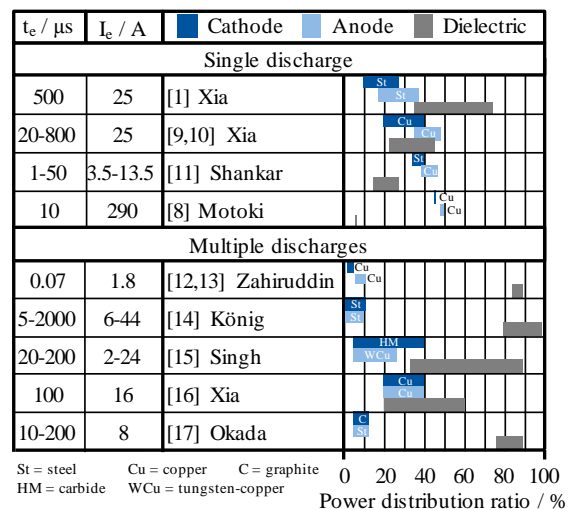 tₑ / μs Iₑ / A Cathode Anode Dielectric
Single discharge
500 25 [1] Xia St St
20-800 25 [9,10] Xia Cu Cu
1-50 3.5-13.5 [11] Shankar St Cu
10 290 [8] Motoki Cu Cu
Multiple discharges
0.07 1.8 [12,13] Zahiruddin Cu Cu
5-2000 6-44 [14] König St St
20-200 2-24 [15] Singh HM WCu
100 16 [16] Xia Cu Cu
10-200 8 [17] Okada C St
St = steel Cu = copper C = graphite
HM = carbide WCu = tungsten-copper
0 20 40 60 80 100
Power distribution ratio / %